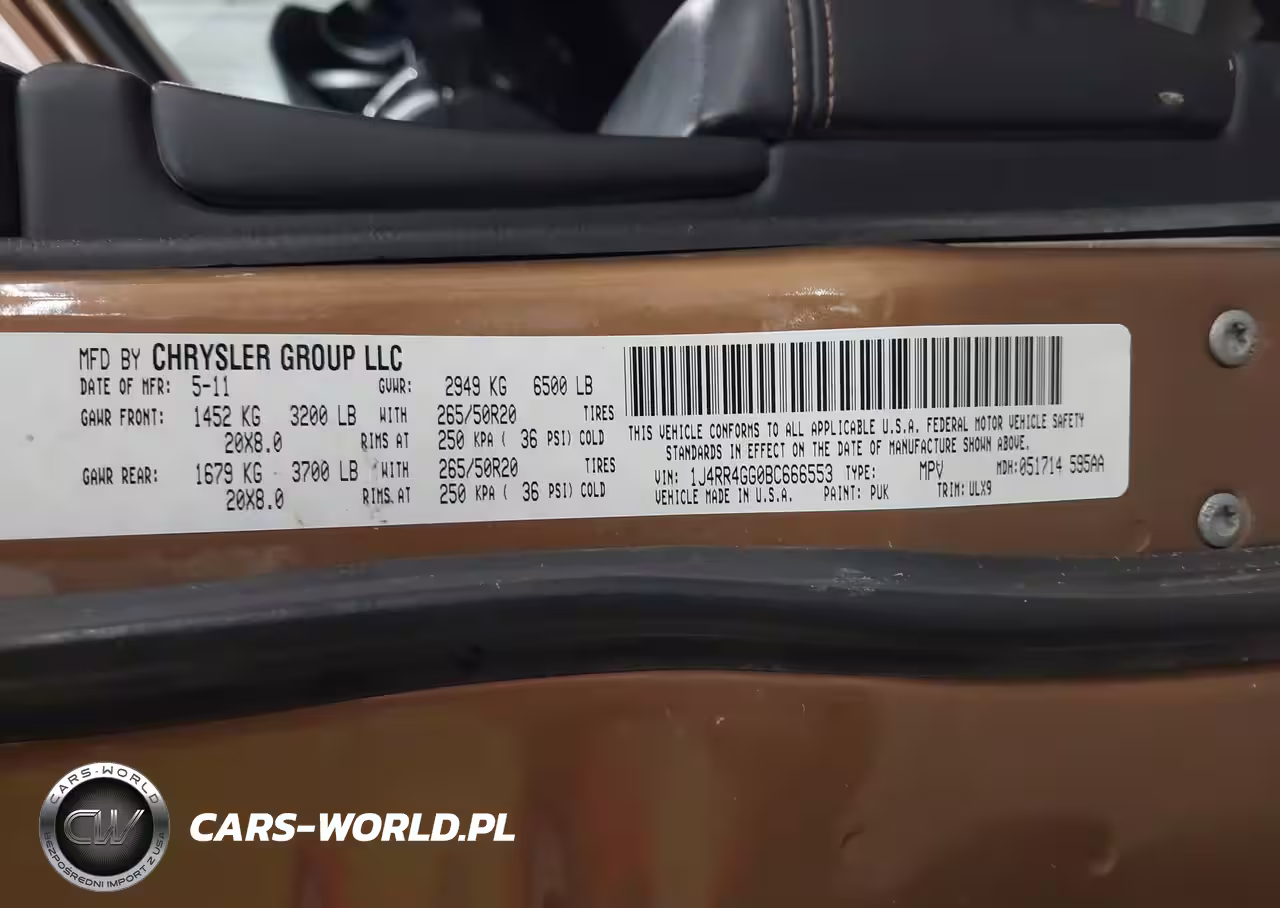 MFD BY CHRYSLER GROUP LLC
DATE OF MFR: 5-11 GVWR: 2949 KG 6500 LB
GAWR FRONT: 1452 KG 3200 LB WITH 265/50R20 TIRES
20X8.0 RIMS AT 250 KPA ( 36 PSI) COLD
GAWR REAR: 1679 KG 3700 LB WITH 265/50R20 TIRES
20X8.0 RIMS AT 250 KPA ( 36 PSI) COLD
THIS VEHICLE CONFORMS TO ALL APPLICABLE U.S.A. FEDERAL MOTOR VEHICLE SAFETY
STANDARDS IN EFFECT ON THE DATE OF MANUFACTURE SHOWN ABOVE.
VIN: 1J4RR4GG0BC666553 TYPE: MPV MDH:051714 595AA
VEHICLE MADE IN U.S.A. PAINT: PUK TRIM: ULX9
CARS-WORLD
CW
BEZPOŚREDNI IMPORT Z USA
CARS-WORLD.PL